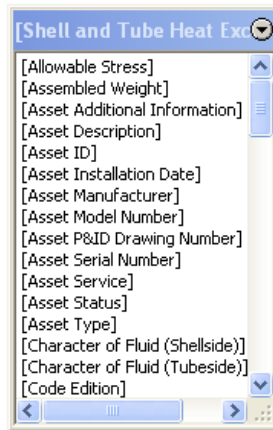 [Shell and Tube Heat Exc
[Allowable Stress]
[Assembled Weight]
[Asset Additional Information]
[Asset Description]
[Asset ID]
[Asset Installation Date]
[Asset Manufacturer]
[Asset Model Number]
[Asset P&ID Drawing Number]
[Asset Serial Number]
[Asset Service]
[Asset Status]
[Asset Type]
[Character of Fluid (Shellside)]
[Character of Fluid (Tubeside)]
[Code Edition]